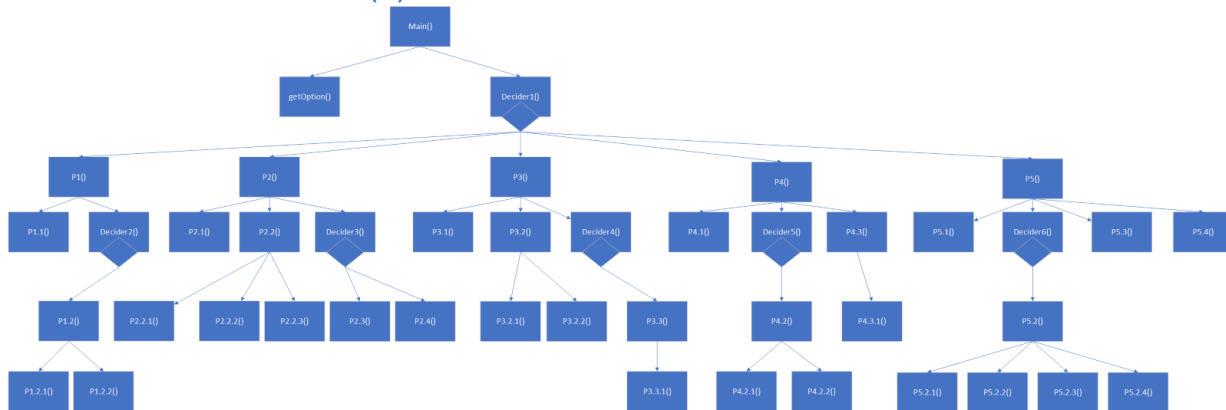 Main()
getOption()
Decider1()
P1()
P2()
P3()
P4()
P5()
P1.1()
Decider2()
P2.1()
P2.2()
Decider3()
P3.1()
P3.2()
Decider4()
P4.1()
Decider5()
P4.3()
P5.1()
Decider6()
P5.3()
P5.4()
P1.2()
P2.2.1()
P2.2.2()
P2.2.3()
P2.3()
P2.4()
P3.2.1()
P3.2.2()
P3.3()
P4.2()
P4.3.1()
P5.2()
P1.2.1()
P1.2.2()
P3.3.1()
P4.2.1()
P4.2.2()
P5.2.1()
P5.2.2()
P5.2.3()
P5.2.4()